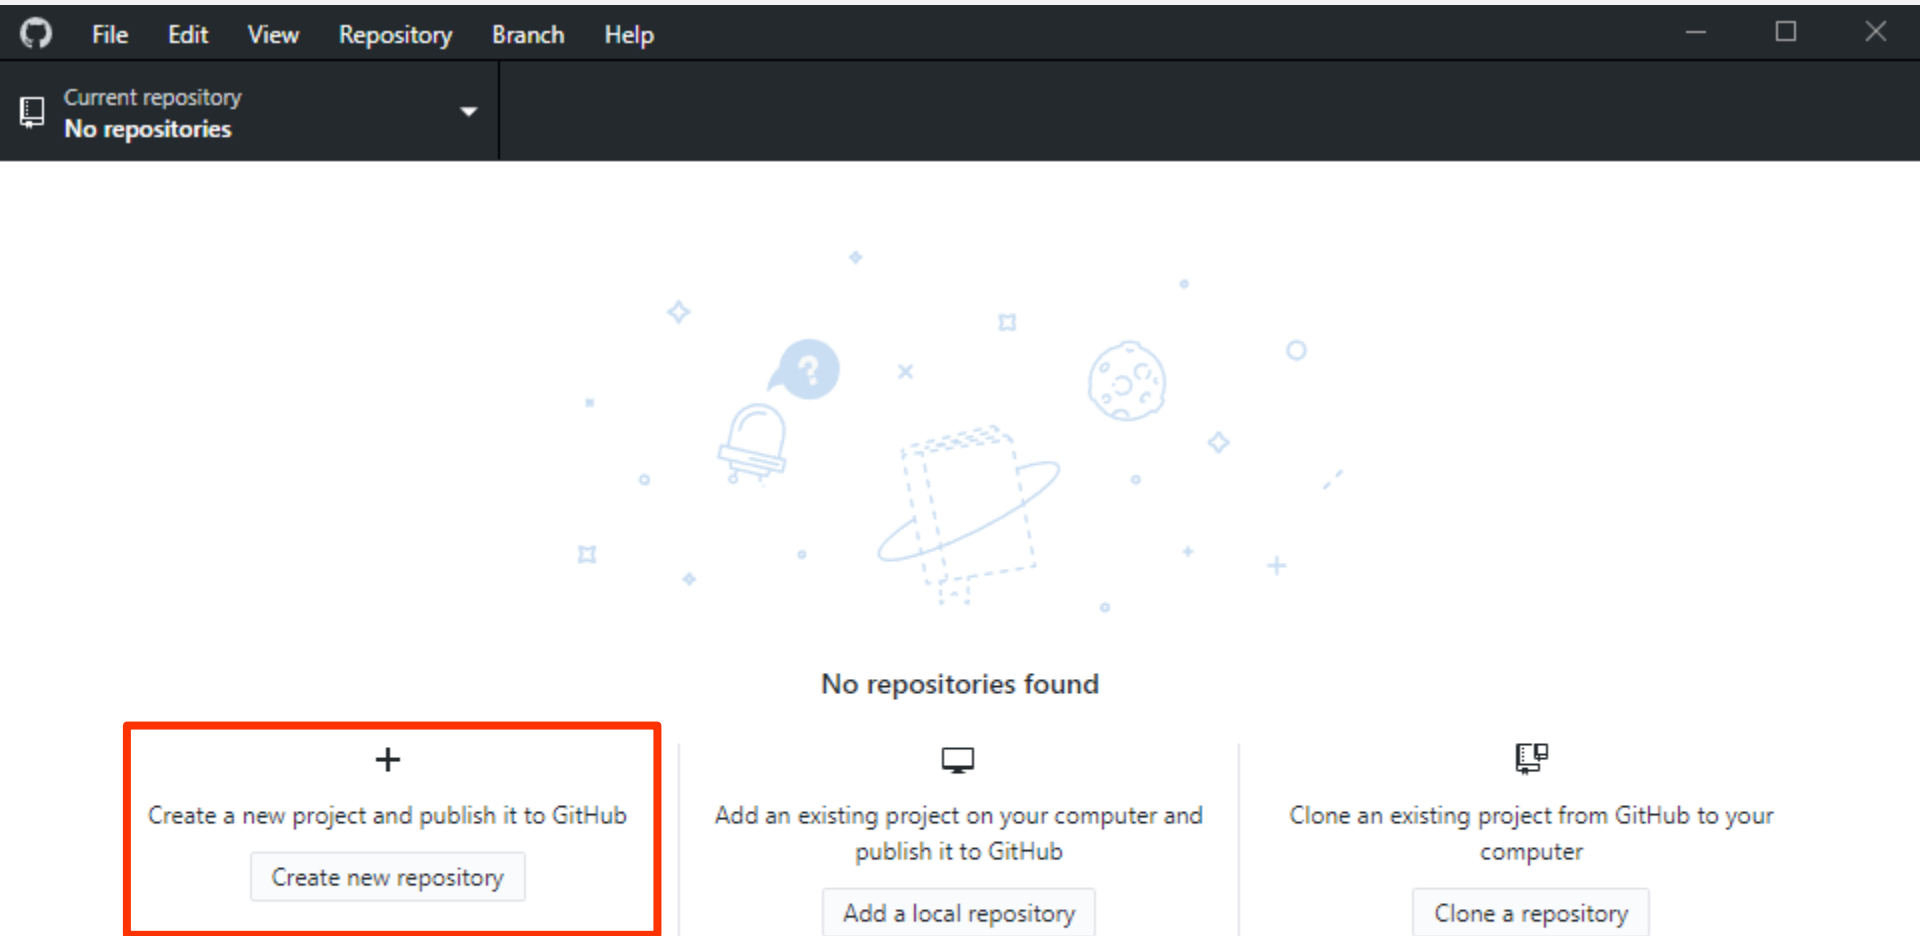 File Edit View Repository Branch Help
Current repository
No repositories
?
No repositories found
Create a new project and publish it to GitHub
Create new repository
Add an existing project on your computer and
publish it to GitHub
Add a local repository
Clone an existing project from GitHub to your
computer
Clone a repository